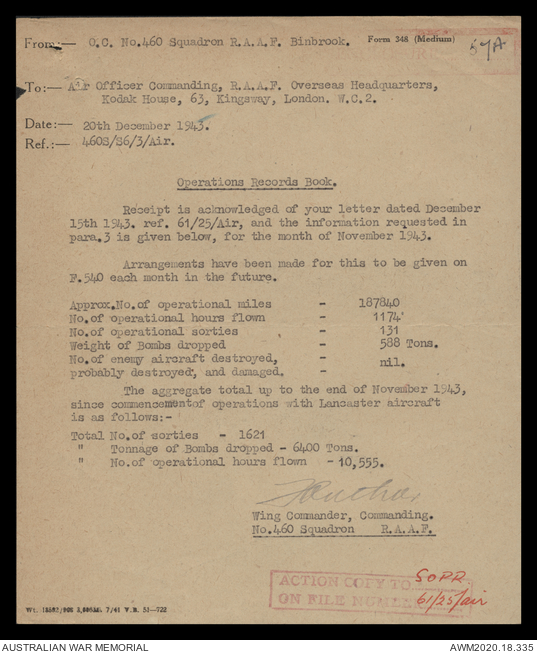 From:— O.C. No.460 Squadron R.A.A.F. Binbrook.
Form 348 (Medium)
57A
To:— Air Officer Commanding, R.A.A.F. Overseas Headquarters,
Kodak House, 63, Kingsway, London. W.C.2.
Date:— 20th December 1943.
Ref.:— 460S/S6/3/Air.
Operations Records Book.
Receipt is acknowledged of your letter dated December
15th 1943. ref. 61/25/Air, and the information requested in
para.3 is given below, for the month of November 1943.
Arrangements have been made for this to be given on
F.540 each month in the future.
Approx.No.of operational miles - 187840
No.of operational hours flown - 1174
No.of operational sorties - 131
Weight of Bombs dropped - 588 Tons.
No.of enemy aircraft destroyed, -
probably destroyed, and damaged. - nil.
The aggregate total up to the end of November 1943,
since commencementof operations with Lancaster aircraft
is as follows:-
Total No.of sorties - 1621
" Tonnage of Bombs dropped - 6400 Tons.
" No.of operational hours flown - 10,555.
Wing Commander, Commanding.
No.460 Squadron R.A.A.F.
ACTION COPY TO SORR
ON FILE NUMBER 61/25/air
7/41 V.B. 51—722
AUSTRALIAN WAR MEMORIAL
AWM2020.18.335